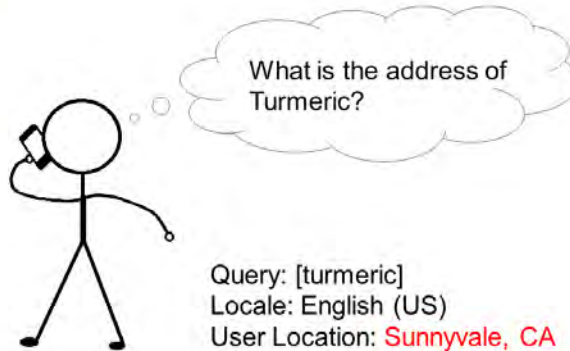 What is the address of
Turmeric?
Query: [turmeric]
Locale: English (US)
User Location: Sunnyvale, CA